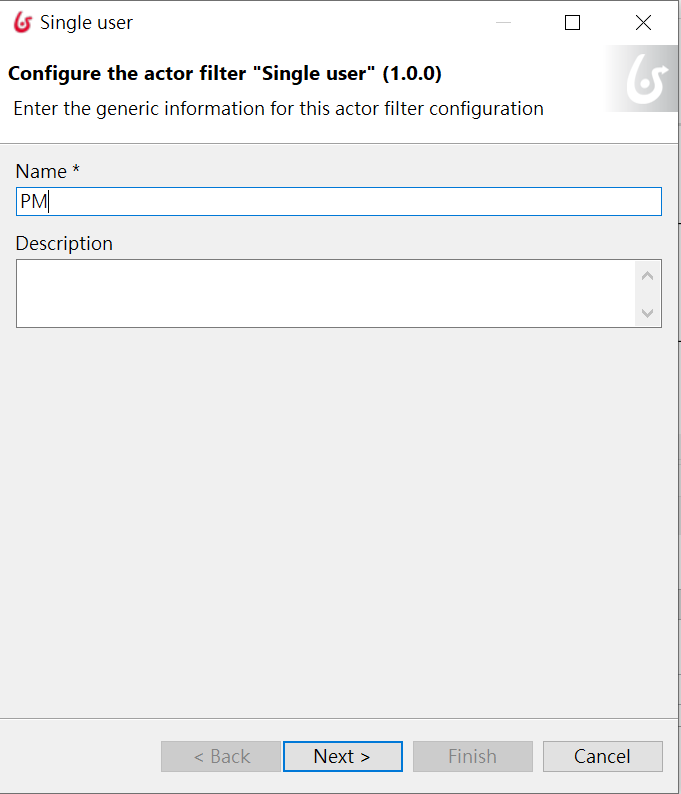 Single user
Configure the actor filter "Single user" (1.0.0)
Enter the generic information for this actor filter configuration
Name *
PM
Description
< Back
Next >
Finish
Cancel